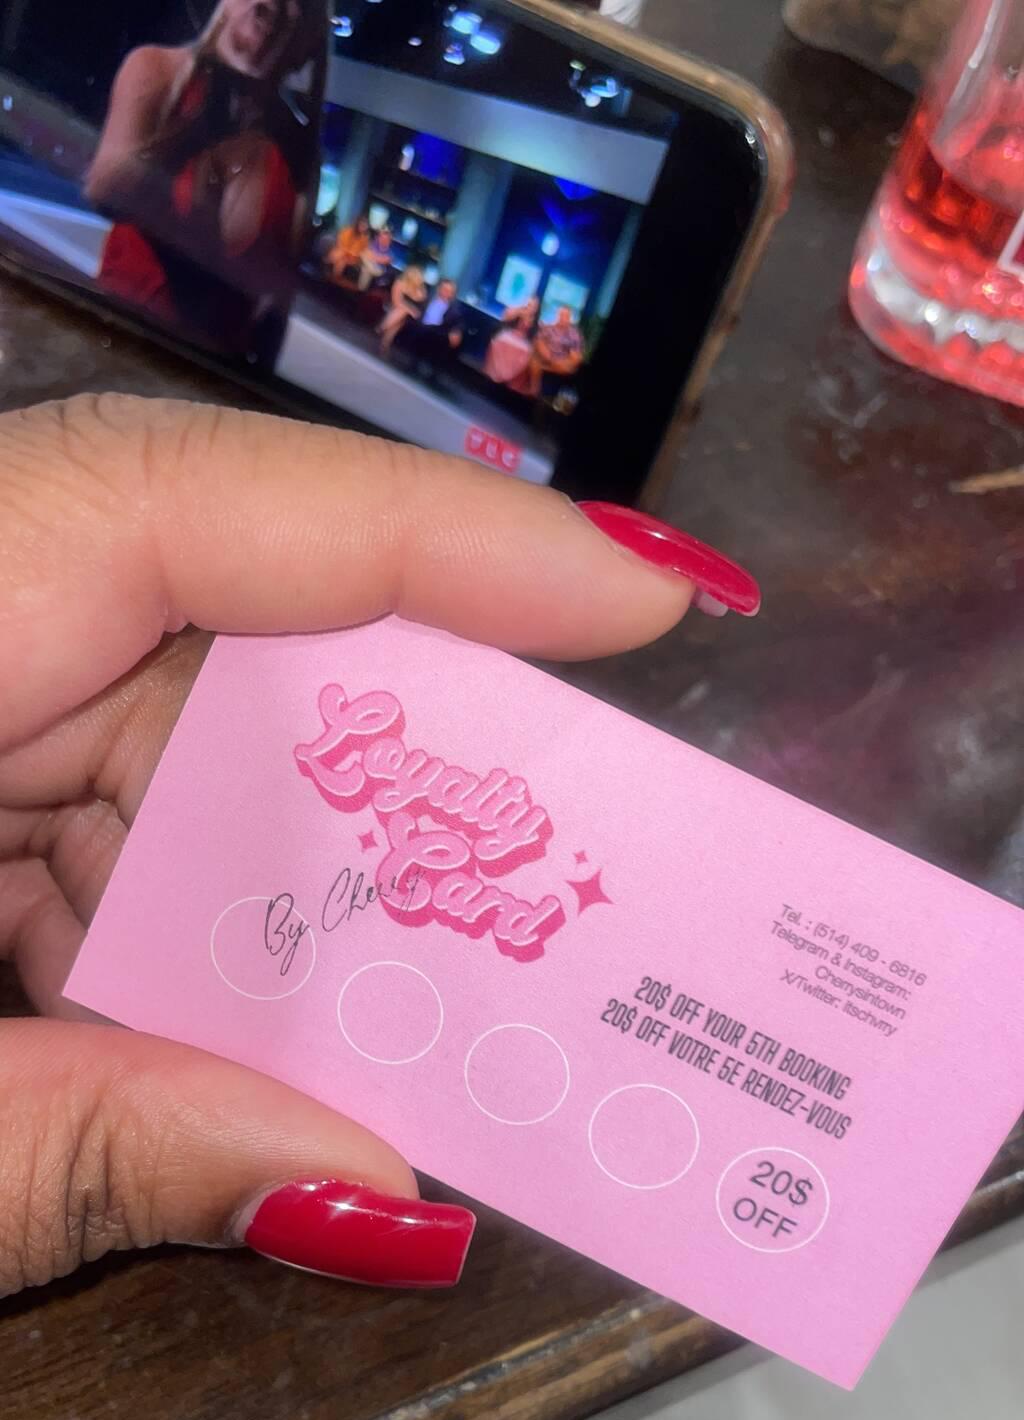 Loyalty
Card
By Cherry
Tel. : (514) 409 - 6816
Telegram & Instagram:
Cherrysintown
X/Twitter: Itschvrry
20$ OFF YOUR 5TH BOOKING
20$ OFF VOTRE 5E RENDEZ-VOUS
20$
OFF